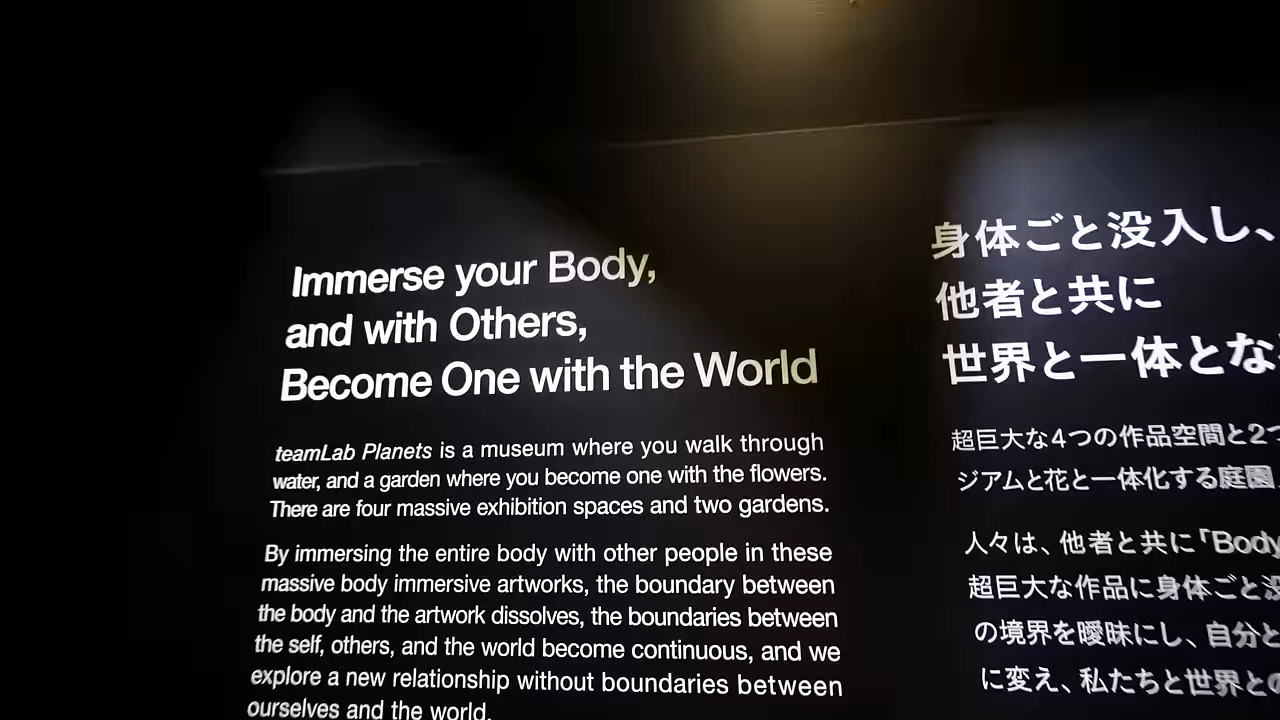 Immerse your Body,
and with Others,
Become One with the World
teamLab Planets is a museum where you walk through
water, and a garden where you become one with the flowers.
There are four massive exhibition spaces and two gardens.
By immersing the entire body with other people in these
massive body immersive artworks, the boundary between
the body and the artwork dissolves, the boundaries between
the self, others, and the world become continuous, and we
explore a new relationship without boundaries between
ourselves and the world.
身体ごと没入し、
他者と共に
世界と一体とな
超巨大な4つの作品空間と2つ
ジアムと花と一体化する庭園
人々は、他者と共に「Body
超巨大な作品に身体ごと没
の境界を曖昧にし、自分と
に変え、私たちと世界との